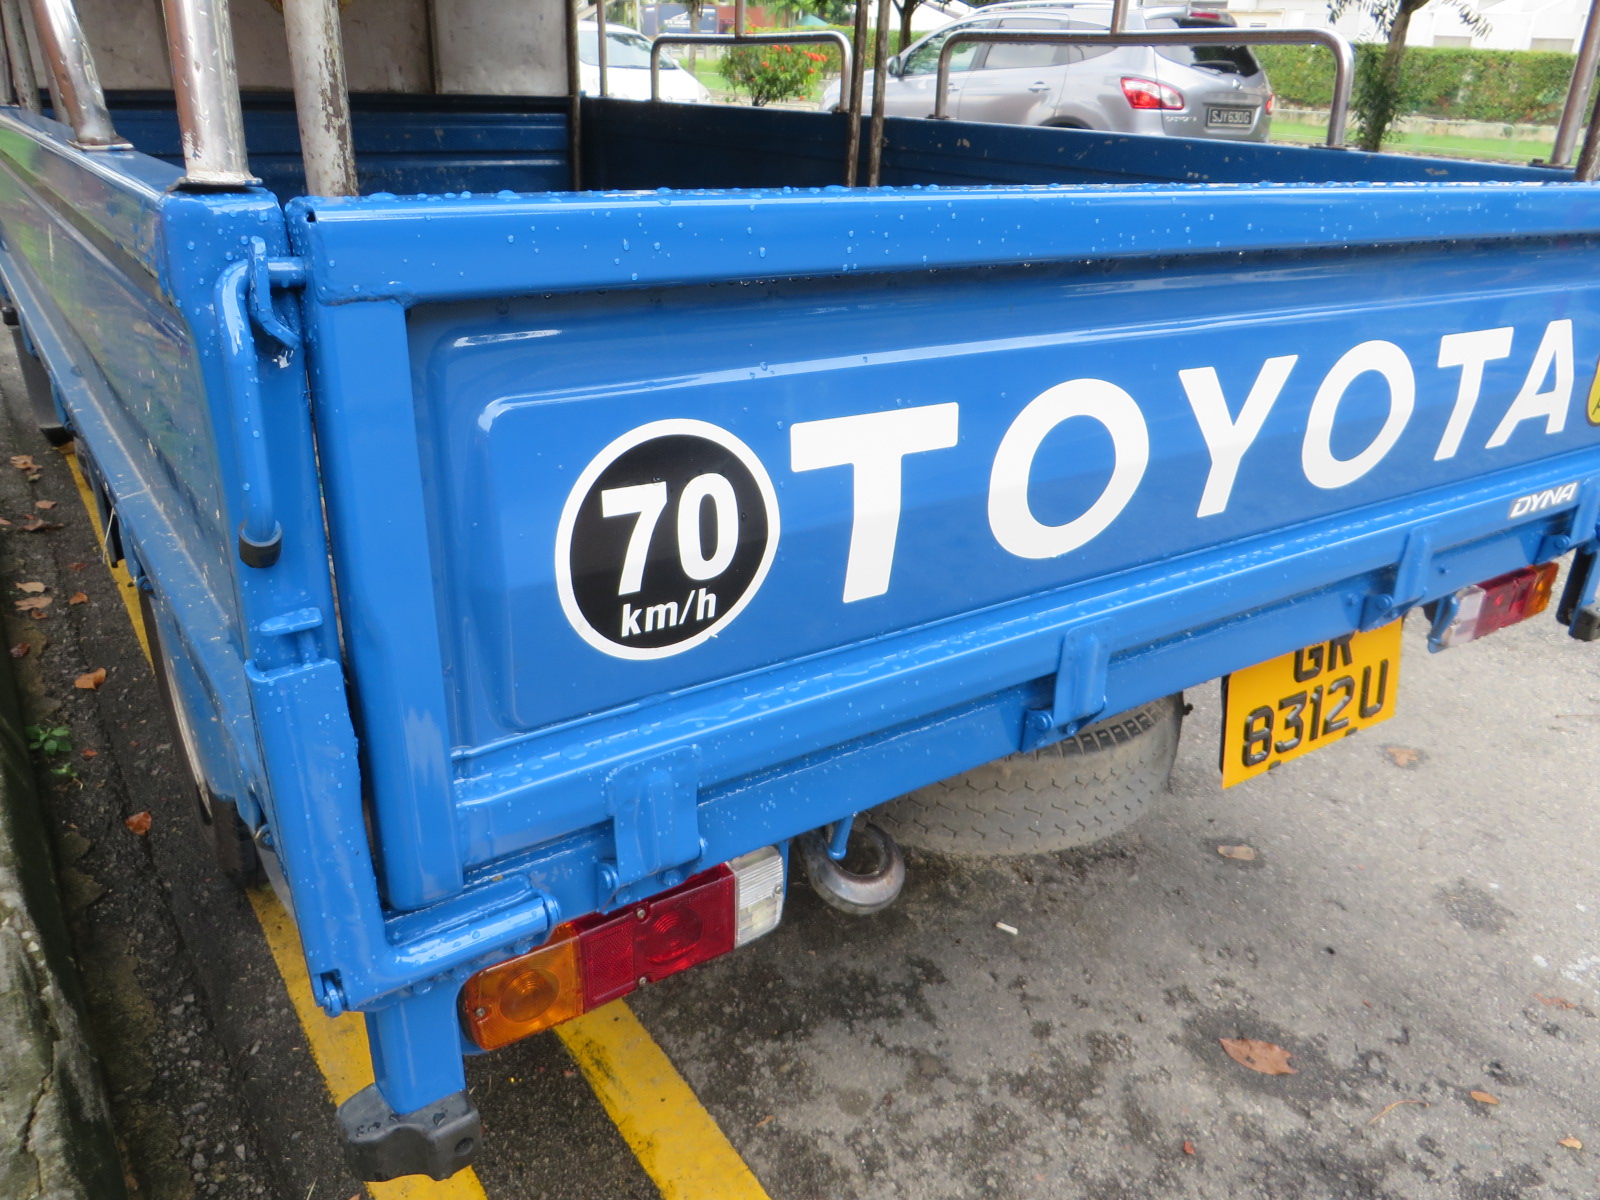 SJY630G
70
km/h
TOYOTA
DYNA
GR
8312U